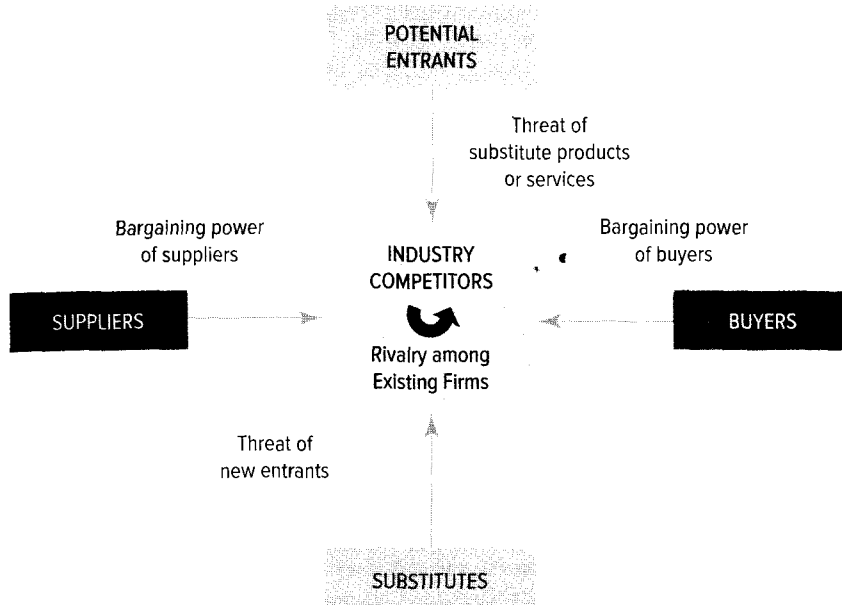 POTENTIAL
ENTRANTS
Threat of
substitute products
or services
Bargaining power
of suppliers
INDUSTRY
COMPETITORS
Bargaining power
of buyers
SUPPLIERS
BUYERS
Rivalry among
Existing Firms
Threat of
new entrants
SUBSTITUTES